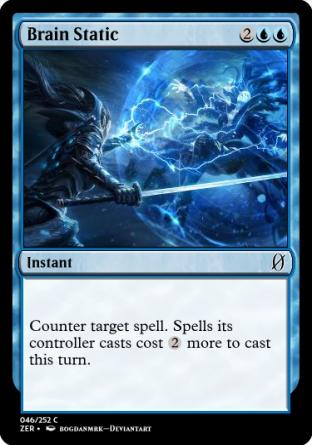 Brain Static 2
Instant
Counter target spell. Spells its
controller casts cost 2 more to cast
this turn.
046/252 C
ZER • BOGDANMRK—DEVIANTART